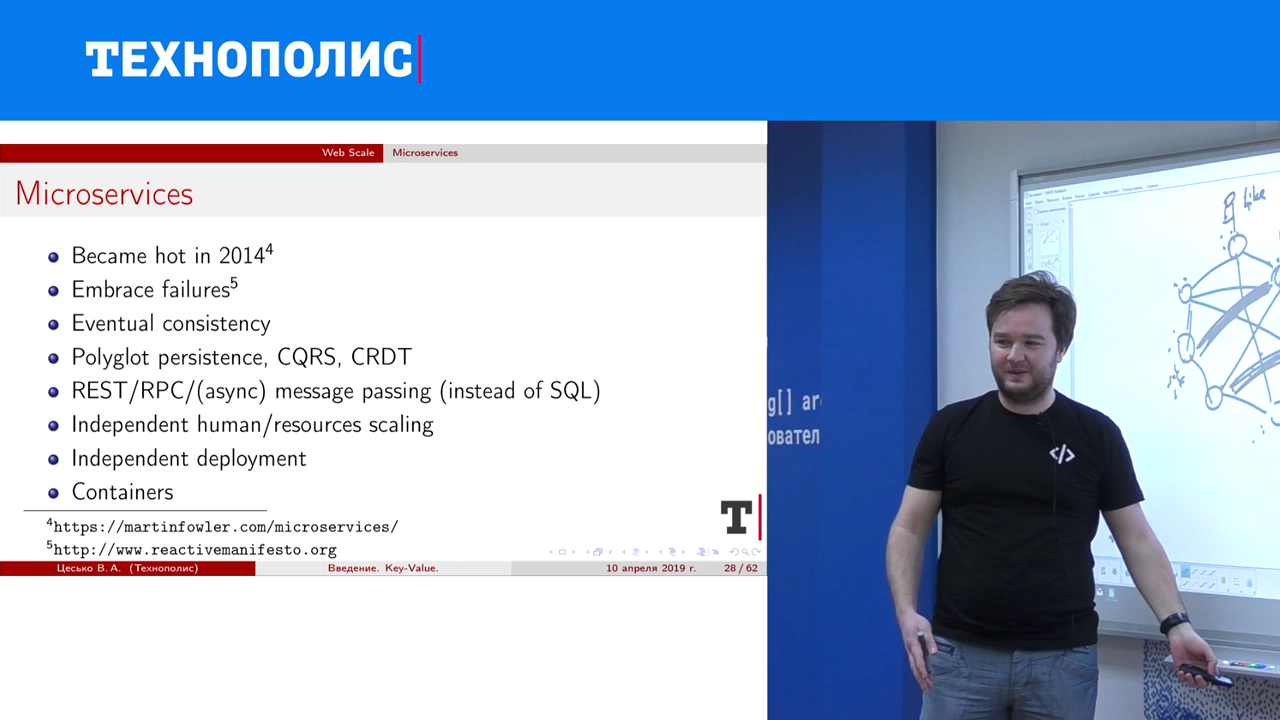 ТЕХНОПОЛИС
Web Scale Microservices
Microservices
Became hot in 2014⁴
Embrace failures⁵
Eventual consistency
Polyglot persistence, CQRS, CRDT
REST/RPC/(async) message passing (instead of SQL)
Independent human/resources scaling
Independent deployment
Containers
⁴https://martinfowler.com/microservices/
⁵http://www.reactivemanifesto.org
T
Цесько В. А. (Технополис) Введение. Key-Value. 10 апреля 2019 г. 28 / 62
g[] ar
овател
</>
like